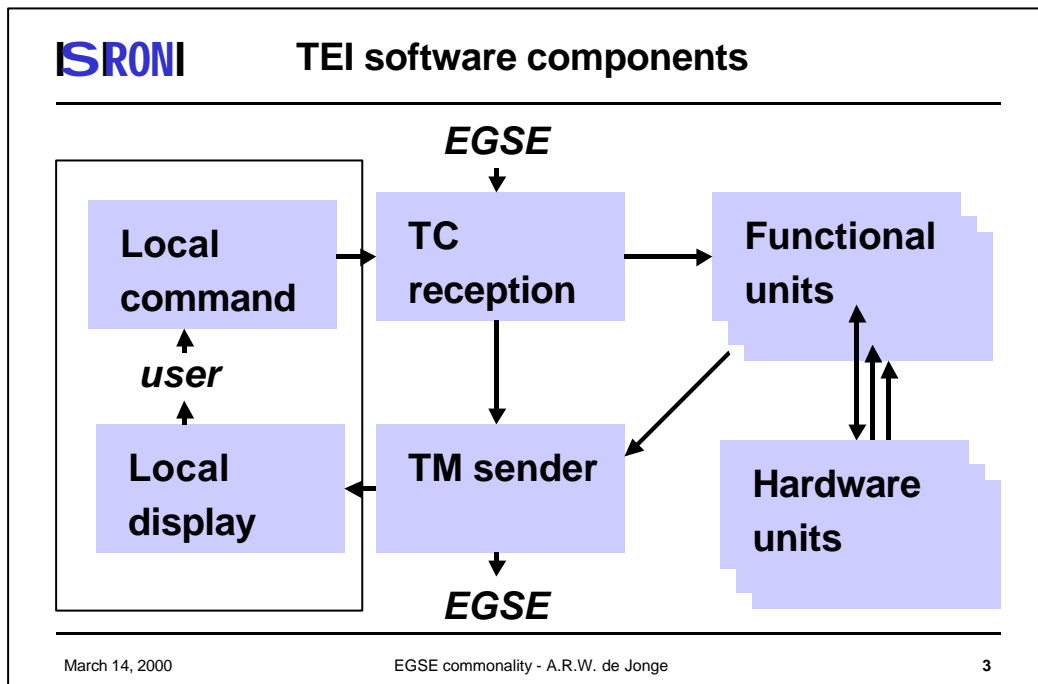 SRON
TEI software components
EGSE
Local
command
TC
reception
Functional
units
user
Local
display
TM sender
Hardware
units
EGSE
March 14, 2000
EGSE commonality - A.R.W. de Jonge
3